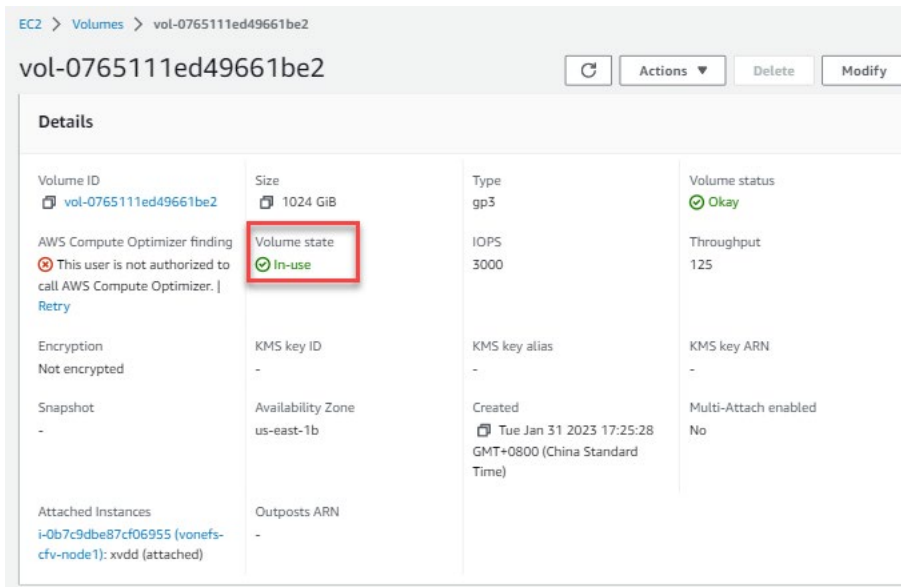 EC2 > Volumes > vol-0765111ed49661be2
vol-0765111ed49661be2
Actions ▼
Delete
Modify
Details
Volume ID
vol-0765111ed49661be2
Size
1024 GiB
Type
gp3
Volume status
Okay
AWS Compute Optimizer finding
This user is not authorized to
call AWS Compute Optimizer. |
Retry
Volume state
In-use
IOPS
3000
Throughput
125
Encryption
Not encrypted
KMS key ID
-
KMS key alias
-
KMS key ARN
-
Snapshot
-
Availability Zone
us-east-1b
Created
Tue Jan 31 2023 17:25:28
GMT+0800 (China Standard
Time)
Multi-Attach enabled
No
Attached Instances
i-0b7c9dbe87cf06955 (vonefs-
cfv-node1): xvdd (attached)
Outposts ARN
-